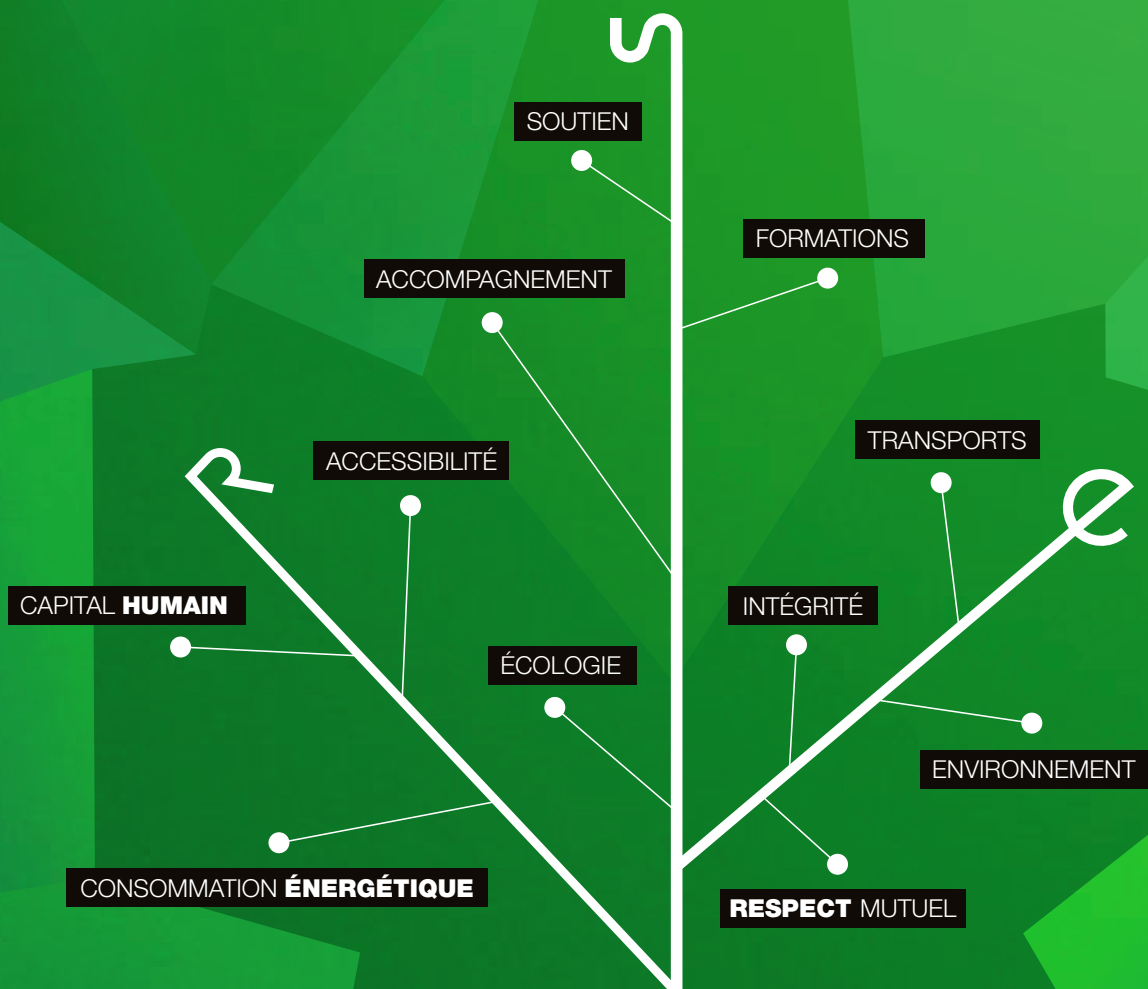 s
SOUTIEN
FORMATIONS
ACCOMPAGNEMENT
TRANSPORTS
ACCESSIBILITÉ
r
e
CAPITAL HUMAIN
INTÉGRITÉ
ÉCOLOGIE
ENVIRONNEMENT
CONSOMMATION ÉNERGÉTIQUE
RESPECT MUTUEL